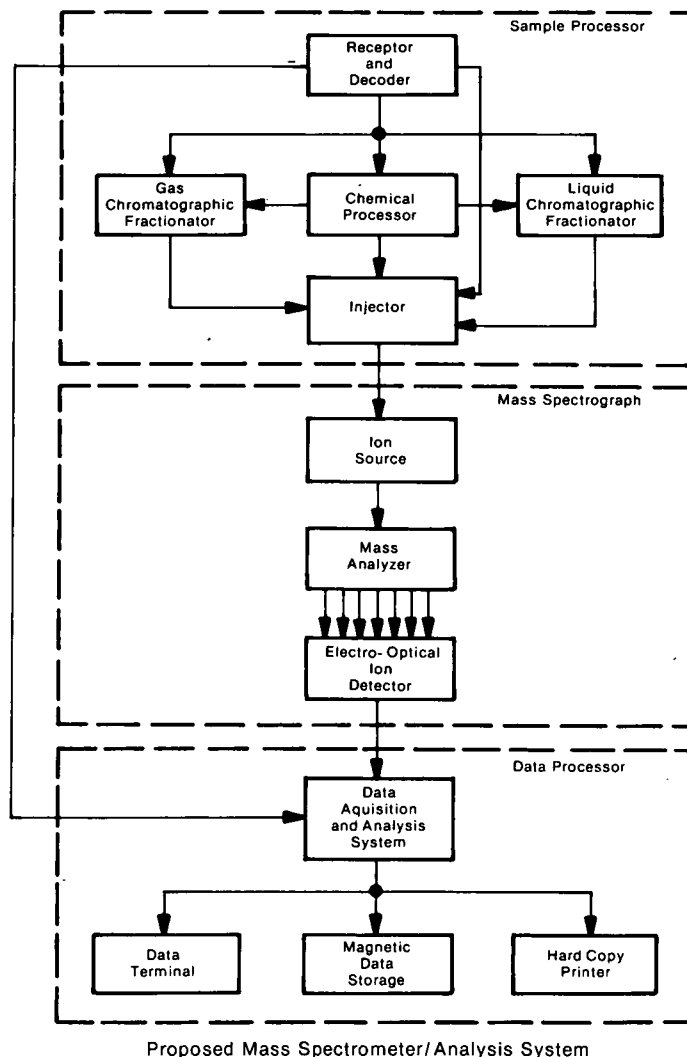 Sample Processor
Receptor
and
Decoder
Gas
Chromatographic
Fractionator
Chemical
Processor
Liquid
Chromatographic
Fractionator
Injector
Mass Spectrograph
Ion
Source
Mass
Analyzer
Electro-Optical
Ion
Detector
Data Processor
Data
Aquisition
and Analysis
System
Data
Terminal
Magnetic
Data
Storage
Hard Copy
Printer
Proposed Mass Spectrometer/Analysis System